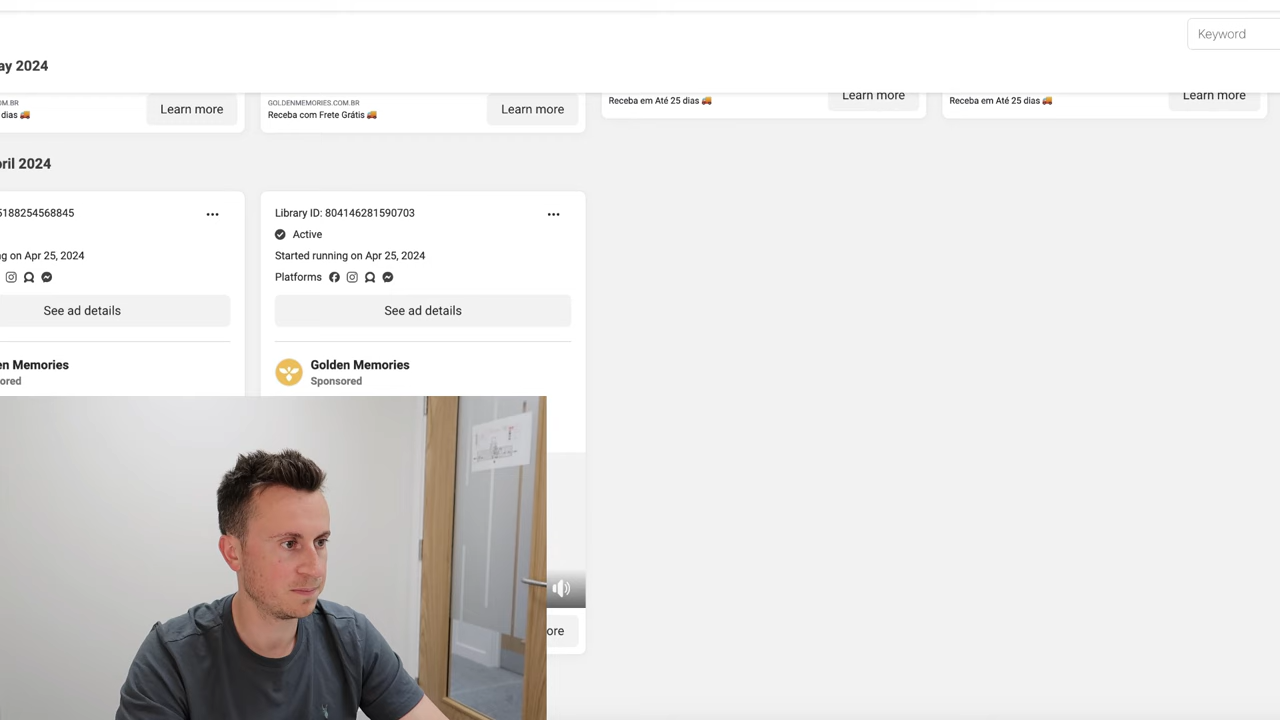 Keyword
ay 2024
OM.BR
dias 🚚
Learn more
GOLDENMEMORIES.COM.BR
Receba com Frete Grátis 🚚
Learn more
Receba em Até 25 dias 🚚
Learn more
Receba em Até 25 dias 🚚
Learn more
pril 2024
5188254568845
ng on Apr 25, 2024
See ad details
en Memories
ored
Library ID: 804146281590703
Active
Started running on Apr 25, 2024
Platforms
See ad details
Golden Memories
Sponsored
ore